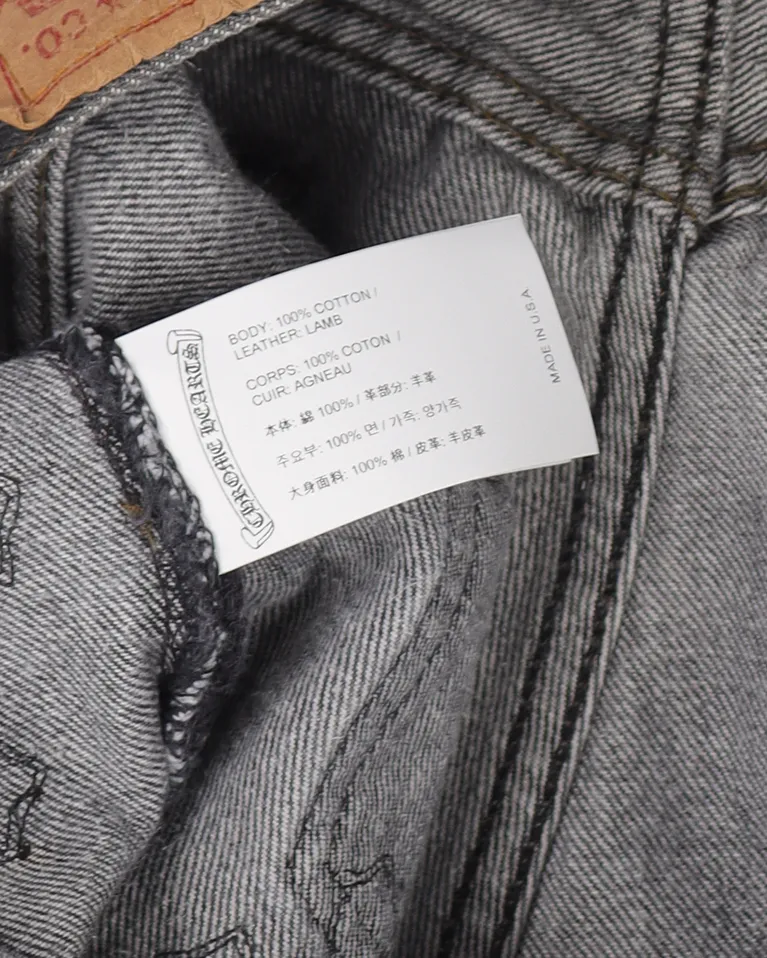 CO.
CHROME HEARTS
BODY: 100% COTTON /
LEATHER: LAMB
CORPS: 100% COTON /
CUIR: AGNEAU
本体: 綿 100% / 革部分: 羊革
주요부: 100% 면 / 가죽: 양가죽
大身面料: 100% 棉 / 皮革: 羊皮革
MADE IN U.S.A.